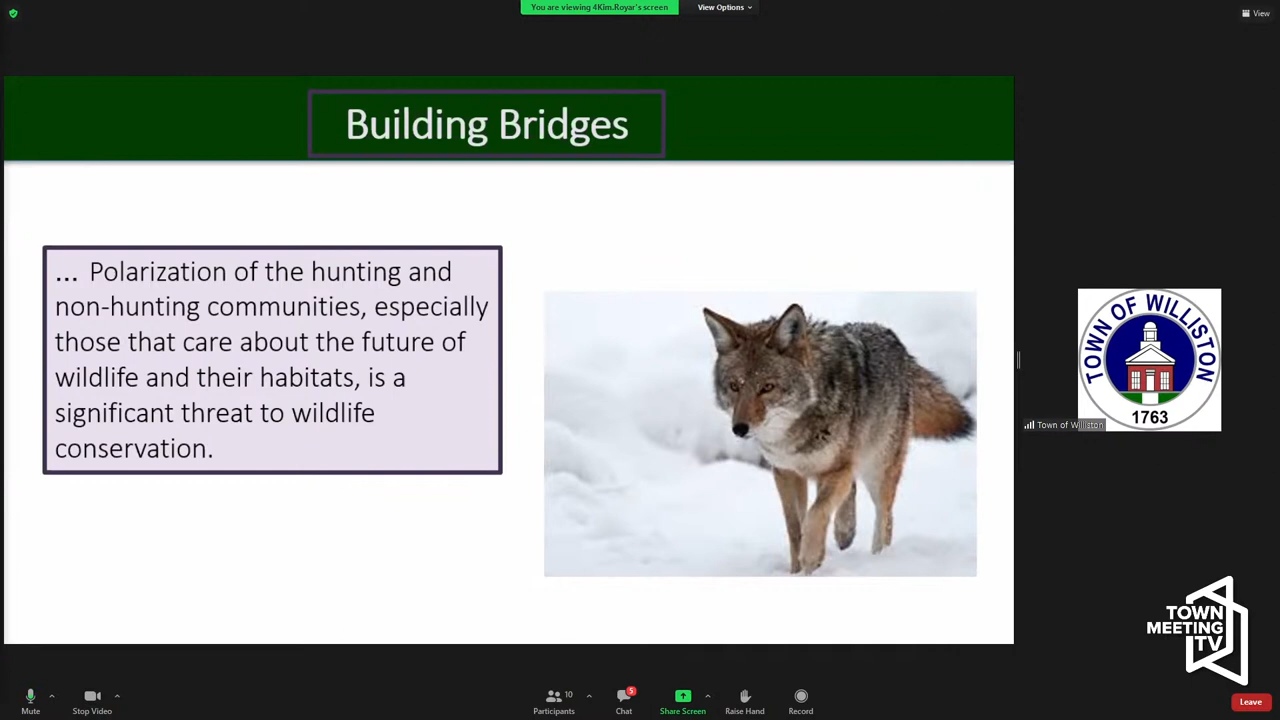 You are viewing 4Kim.Royar's screen
View Options
View
Building Bridges
... Polarization of the hunting and
non-hunting communities, especially
those that care about the future of
wildlife and their habitats, is a
significant threat to wildlife
conservation.
TOWN OF WILLISTON
1763
Town of Williston
TOWN
MEETING
TV
Mute
Stop Video
Participants
10
Chat
5
Share Screen
Raise Hand
Record
Leave